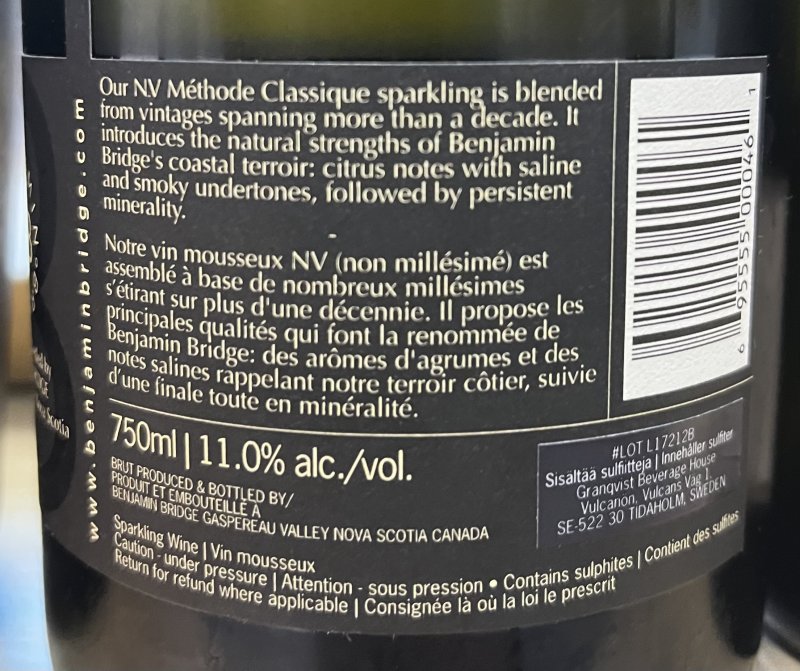 Our NV Méthode Classique sparkling is blended
from vintages spanning more than a decade. It
introduces the natural strengths of Benjamin
Bridge's coastal terroir: citrus notes with saline
and smoky undertones, followed by persistent
minerality.
Notre vin mousseux NV (non millésimé) est
assemblé à base de nombreux millésimes
s'étirant sur plus d'une décennie. Il propose les
principales qualités qui font la renommée de
Benjamin Bridge: des arômes d'agrumes et des
notes salines rappelant notre terroir côtier, suivie
d'une finale toute en minéralité.
www.benjaminbridge.com
Scotia
6 95555 00046 1
750ml | 11.0% alc./vol.
BRUT PRODUCED & BOTTLED BY/
PRODUIT ET EMBOUTEILLÉ À
BENJAMIN BRIDGE GASPEREAU VALLEY NOVA SCOTIA CANADA
#LOT L17212B
Sisältää sulfiitteja | Innehåller sulfiter
Granqvist Beverage House
Vulcanon, Vulcans Väg 1,
SE-522 30 TIDAHOLM, SWEDEN
Sparkling Wine | Vin mousseux
Caution - under pressure | Attention - sous pression • Contains sulphites | Contient des sulfites
Return for refund where applicable | Consignée là où la loi le prescrit